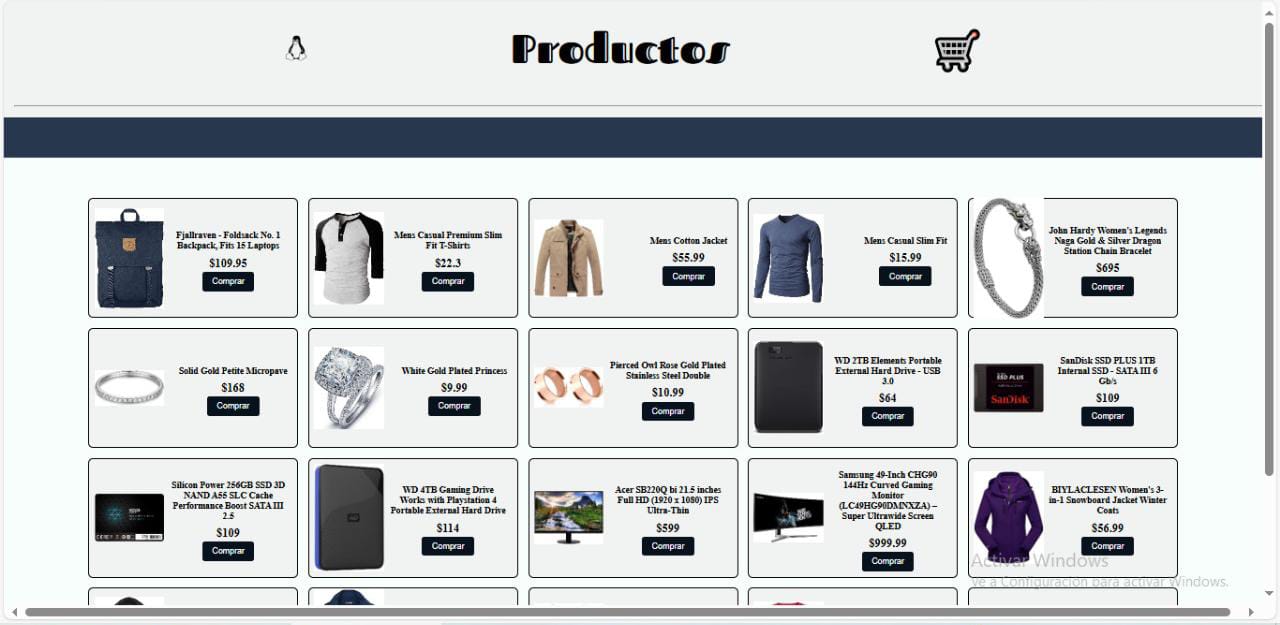 Productos
Fjallraven - Foldsack No. 1
Backpack, Fits 15 Laptops
$109.95
Comprar
Mens Casual Premium Slim
Fit T-Shirts
$22.3
Comprar
Mens Cotton Jacket
$55.99
Comprar
Mens Casual Slim Fit
$15.99
Comprar
John Hardy Women's Legends
Naga Gold & Silver Dragon
Station Chain Bracelet
$695
Comprar
Solid Gold Petite Micropave
$168
Comprar
White Gold Plated Princess
$9.99
Comprar
Pierced Owl Rose Gold Plated
Stainless Steel Double
$10.99
Comprar
WD 2TB Elements Portable
External Hard Drive - USB
3.0
$64
Comprar
SSD PLUS
SanDisk
SanDisk SSD PLUS 1TB
Internal SSD - SATA III 6
Gb/s
$109
Comprar
Silicon Power 256GB SSD 3D
NAND A55 SLC Cache
Performance Boost SATA III
2.5
$109
Comprar
WD
WD 4TB Gaming Drive
Works with Playstation 4
Portable External Hard Drive
$114
Comprar
Acer SB220Q bi 21.5 inches
Full HD (1920 x 1080) IPS
Ultra-Thin
$599
Comprar
Samsung 49-Inch CHG90
144Hz Curved Gaming
Monitor
(LC49HG90DMNXZA) –
Super Ultrawide Screen
QLED
$999.99
Comprar
BIYLACLESEN Women's 3-
in-1 Snowboard Jacket Winter
Coats
$56.99
Comprar
Activar Windows
Ve a Configuración para activar Windows.